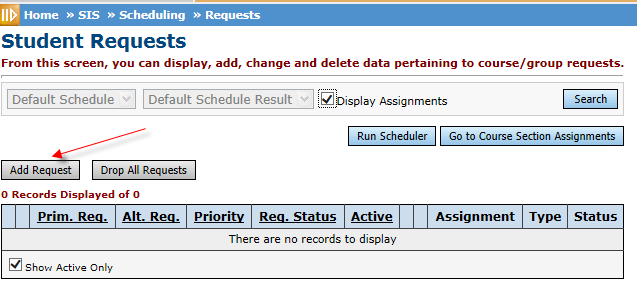 Home » SIS » Scheduling » Requests
Student Requests
From this screen, you can display, add, change and delete data pertaining to course/group requests.
Default Schedule Default Schedule Result Display Assignments Search
Run Scheduler Go to Course Section Assignments
Add Request Drop All Requests
0 Records Displayed of 0
Prim. Req. Alt. Req. Priority Req. Status Active Assignment Type Status
There are no records to display
Show Active Only